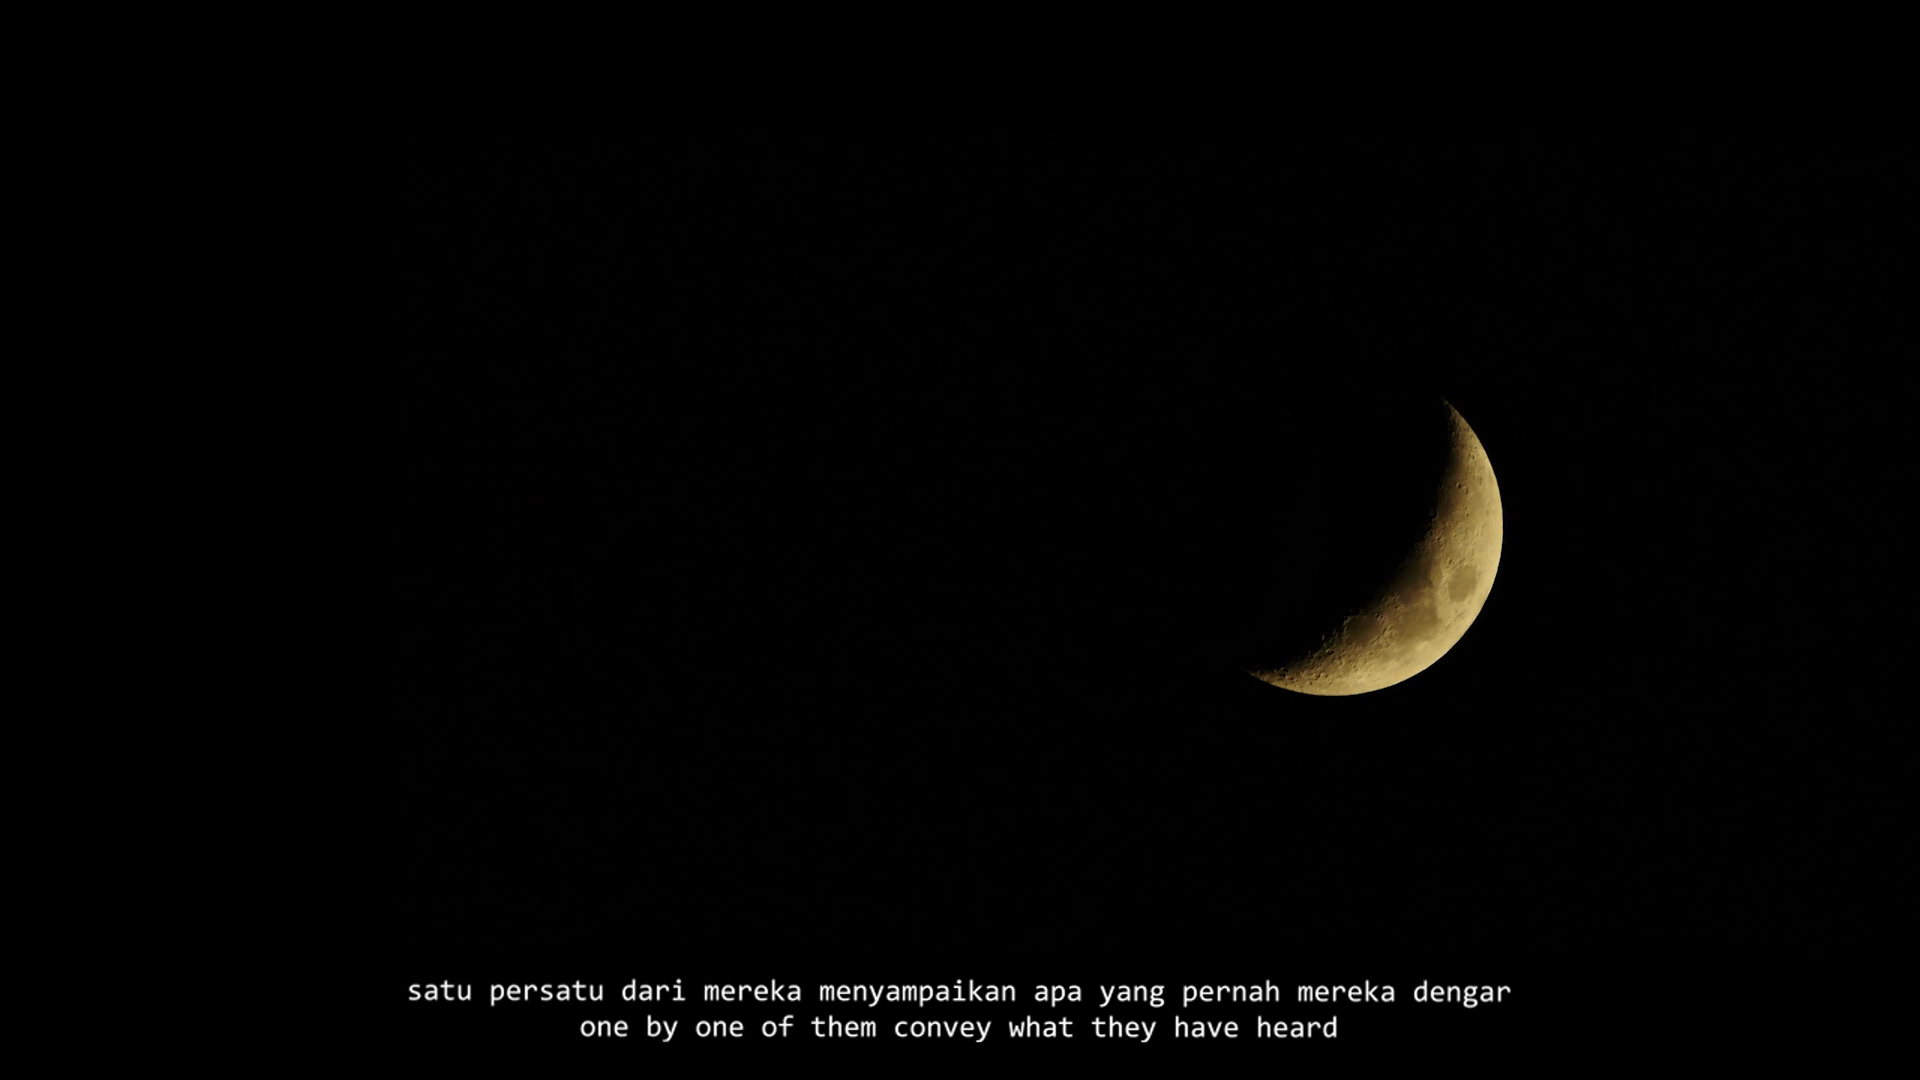 satu persatu dari mereka menyampaikan apa yang pernah mereka dengar
one by one of them convey what they have heard